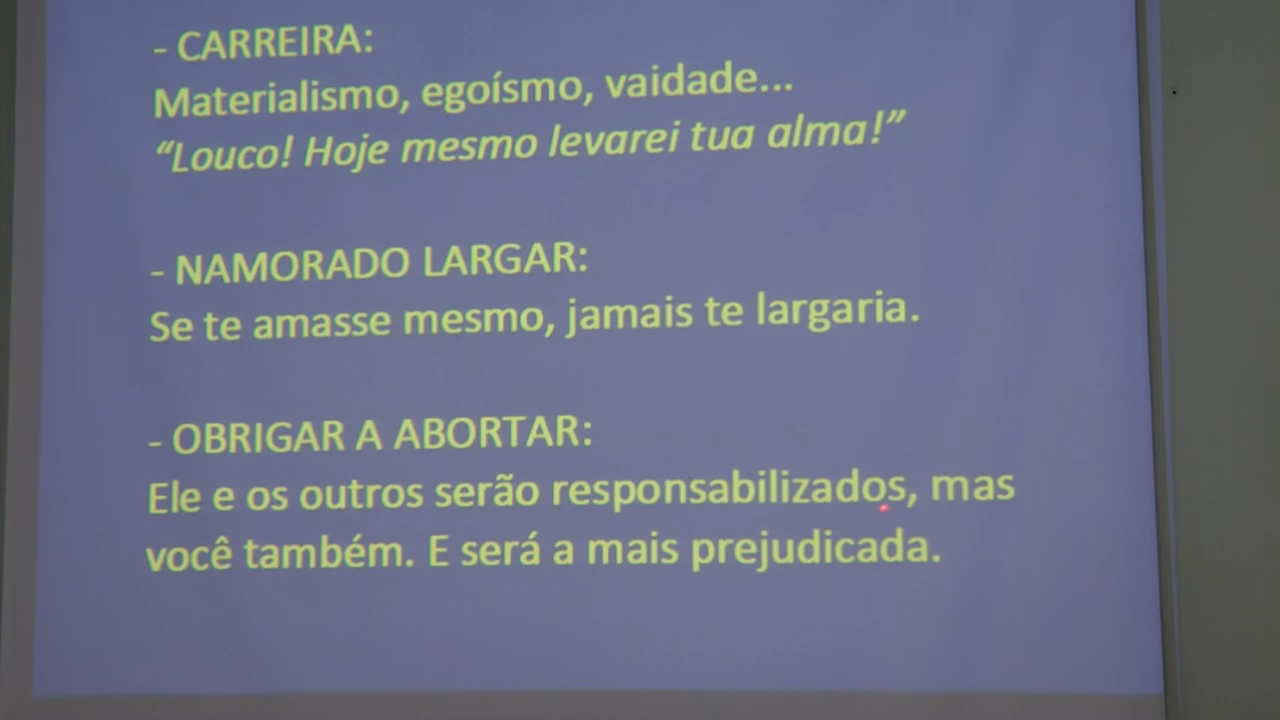 - CARREIRA:
Materialismo, egoísmo, vaidade...
“Louco! Hoje mesmo levarei tua alma!”
- NAMORADO LARGAR:
Se te amasse mesmo, jamais te largaria.
- OBRIGAR A ABORTAR:
Ele e os outros serão responsabilizados, mas
você também. E será a mais prejudicada.